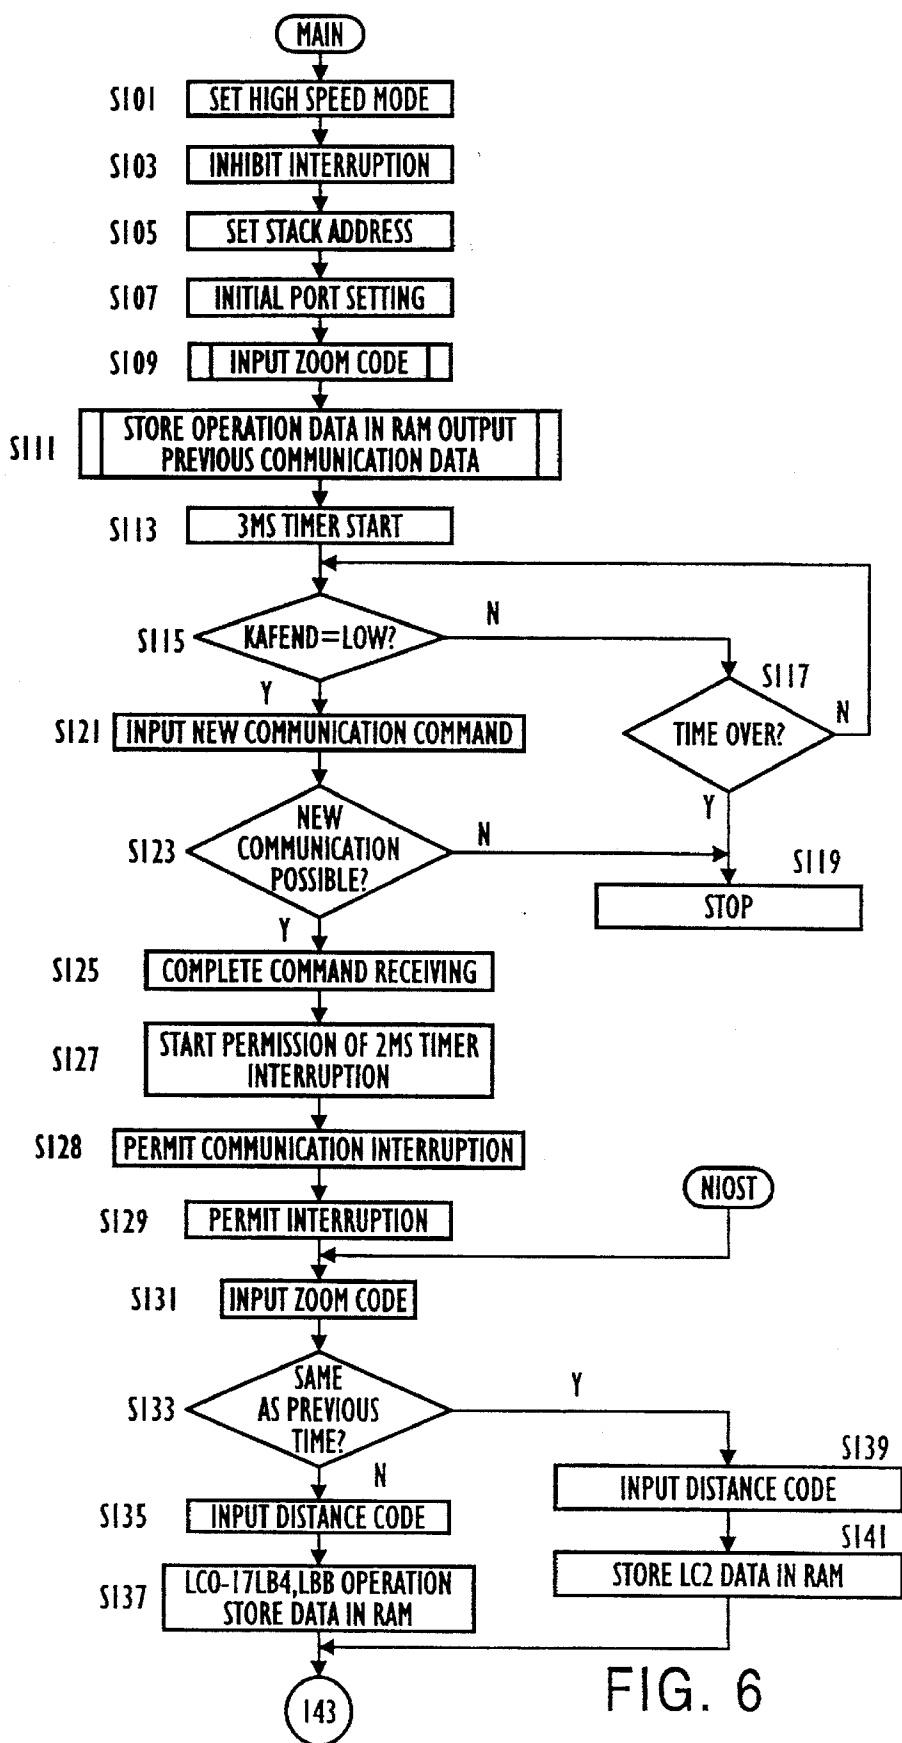 MAIN
S101
SET HIGH SPEED MODE
S103
INHIBIT INTERRUPTION
S105
SET STACK ADDRESS
S107
INITIAL PORT SETTING
S109
INPUT ZOOM CODE
S111
STORE OPERATION DATA IN RAM OUTPUT
PREVIOUS COMMUNICATION DATA
S113
3MS TIMER START
S115
KAFEND=LOW?
N
Y
S117
TIME OVER?
N
Y
S121
INPUT NEW COMMUNICATION COMMAND
S123
NEW
COMMUNICATION
POSSIBLE?
N
Y
S119
STOP
S125
COMPLETE COMMAND RECEIVING
S127
START PERMISSION OF 2MS TIMER
INTERRUPTION
S128
PERMIT COMMUNICATION INTERRUPTION
NIOST
S129
PERMIT INTERRUPTION
S131
INPUT ZOOM CODE
S133
SAME
AS PREVIOUS
TIME?
Y
N
S139
INPUT DISTANCE CODE
S135
INPUT DISTANCE CODE
S141
STORE LC2 DATA IN RAM
S137
LC0-17LB4,LBB OPERATION
STORE DATA IN RAM
143
FIG. 6